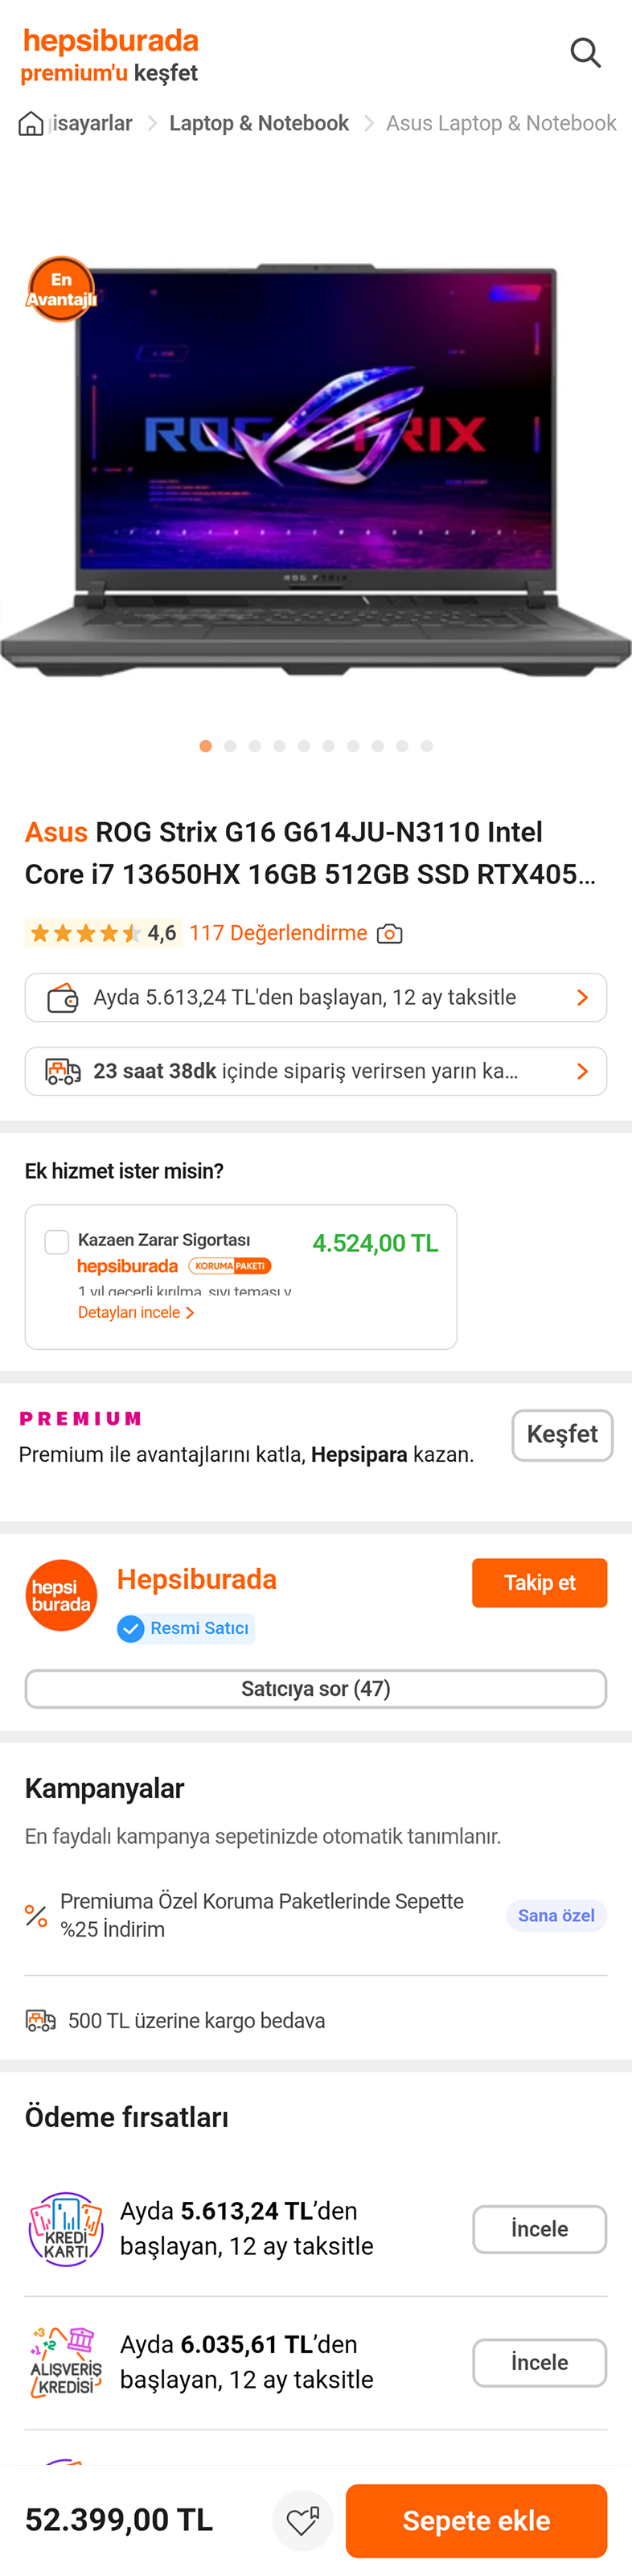 hepsiburada
premium'u keşfet
isayarlar > Laptop & Notebook > Asus Laptop & Notebook
En
Avantajlı
ROG STRIX
Asus ROG Strix G16 G614JU-N3110 Intel
Core i7 13650HX 16GB 512GB SSD RTX405...
4,6 117 Değerlendirme
Ayda 5.613,24 TL'den başlayan, 12 ay taksitle
23 saat 38dk içinde sipariş verirsen yarın ka...
Ek hizmet ister misin?
Kazaen Zarar Sigortası
4.524,00 TL
hepsiburada KORUMA PAKETİ
1 yıl geçerli kırılma, sıvı teması v
Detayları incele >
PREMIUM
Premium ile avantajlarını katla, Hepsipara kazan.
Keşfet
hepsi
burada
Hepsiburada
Resmi Satıcı
Takip et
Satıcıya sor (47)
Kampanyalar
En faydalı kampanya sepetinizde otomatik tanımlanır.
Premiuma Özel Koruma Paketlerinde Sepette
%25 İndirim
Sana özel
500 TL üzerine kargo bedava
Ödeme fırsatları
KREDİ
KARTI
Ayda 5.613,24 TL’den
başlayan, 12 ay taksitle
İncele
+3
+1 +2
ALIŞVERİŞ
KREDİSİ
Ayda 6.035,61 TL’den
başlayan, 12 ay taksitle
İncele
52.399,00 TL
Sepete ekle